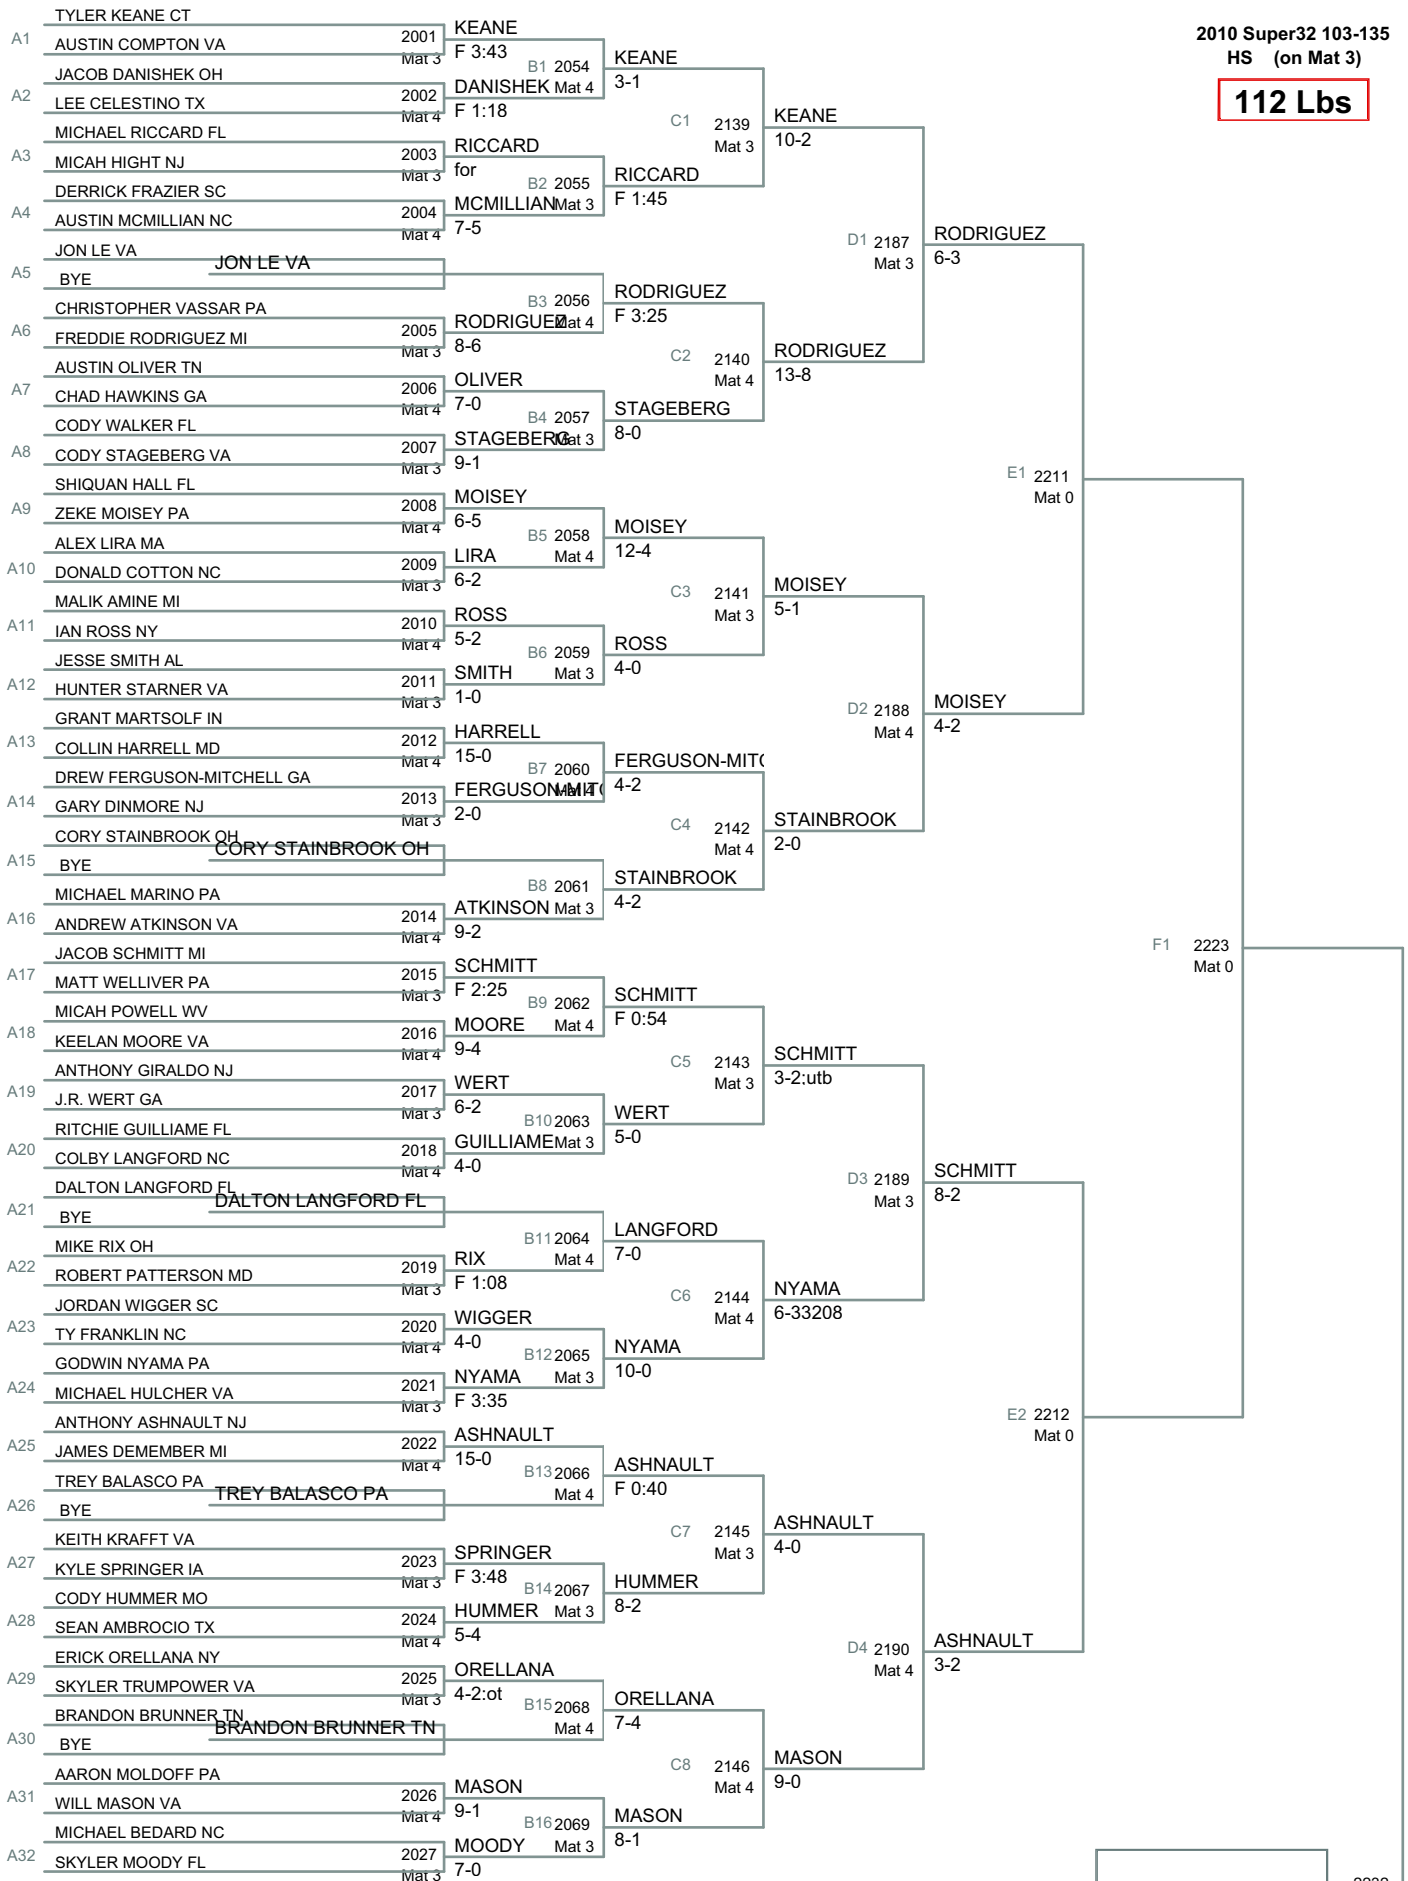 2010 Super32 103-135
HS (on Mat 3)
112 Lbs
A1
TYLER KEANE CT
AUSTIN COMPTON VA
2001
Mat 3
A2
JACOB DANISHEK OH
LEE CELESTINO TX
2002
Mat 4
A3
MICHAEL RICCARD FL
MICAH HIGHT NJ
2003
Mat 3
A4
DERRICK FRAZIER SC
AUSTIN MCMILLIAN NC
2004
Mat 4
A5
JON LE VA
BYE
JON LE VA
A6
CHRISTOPHER VASSAR PA
FREDDIE RODRIGUEZ MI
2005
Mat 3
A7
AUSTIN OLIVER TN
CHAD HAWKINS GA
2006
Mat 4
A8
CODY WALKER FL
CODY STAGEBERG VA
2007
Mat 3
A9
SHIQUAN HALL FL
ZEKE MOISEY PA
2008
Mat 4
A10
ALEX LIRA MA
DONALD COTTON NC
2009
Mat 3
A11
MALIK AMINE MI
IAN ROSS NY
2010
Mat 4
A12
JESSE SMITH AL
HUNTER STARNER VA
2011
Mat 3
A13
GRANT MARTSOLF IN
COLLIN HARRELL MD
2012
Mat 4
A14
DREW FERGUSON-MITCHELL GA
GARY DINMORE NJ
2013
Mat 3
A15
CORY STAINBROOK OH
BYE
CORY STAINBROOK OH
A16
MICHAEL MARINO PA
ANDREW ATKINSON VA
2014
Mat 4
A17
JACOB SCHMITT MI
MATT WELLIVER PA
2015
Mat 3
A18
MICAH POWELL WV
KEELAN MOORE VA
2016
Mat 4
A19
ANTHONY GIRALDO NJ
J.R. WERT GA
2017
Mat 3
A20
RITCHIE GUILLIAME FL
COLBY LANGFORD NC
2018
Mat 4
A21
DALTON LANGFORD FL
BYE
DALTON LANGFORD FL
A22
MIKE RIX OH
ROBERT PATTERSON MD
2019
Mat 3
A23
JORDAN WIGGER SC
TY FRANKLIN NC
2020
Mat 4
A24
GODWIN NYAMA PA
MICHAEL HULCHER VA
2021
Mat 3
A25
ANTHONY ASHNAULT NJ
JAMES DEMEMBER MI
2022
Mat 4
A26
TREY BALASCO PA
BYE
TREY BALASCO PA
A27
KEITH KRAFFT VA
KYLE SPRINGER IA
2023
Mat 3
A28
CODY HUMMER MO
SEAN AMBROCIO TX
2024
Mat 4
A29
ERICK ORELLANA NY
SKYLER TRUMPOWER VA
2025
Mat 3
A30
BRANDON BRUNNER TN
BYE
BRANDON BRUNNER TN
A31
AARON MOLDOFF PA
WILL MASON VA
2026
Mat 4
A32
MICHAEL BEDARD NC
SKYLER MOODY FL
2027
Mat 3
KEANE
F 3:43
B1 2054
Mat 4
DANISHEK
F 1:18
RICCARD
for
B2 2055
Mat 3
MCMILLIAN
7-5
B3 2056
Mat 4
RODRIGUEZ
8-6
OLIVER
7-0
B4 2057
Mat 3
STAGEBERG
9-1
MOISEY
6-5
B5 2058
Mat 4
LIRA
6-2
ROSS
5-2
B6 2059
Mat 3
SMITH
1-0
HARRELL
15-0
B7 2060
Mat 4
FERGUSON-MITC
2-0
B8 2061
Mat 3
ATKINSON
9-2
SCHMITT
F 2:25
B9 2062
Mat 4
MOORE
9-4
WERT
6-2
B10 2063
Mat 3
GUILLIAME
4-0
B11 2064
Mat 4
RIX
F 1:08
WIGGER
4-0
B12 2065
Mat 3
NYAMA
F 3:35
ASHNAULT
15-0
B13 2066
Mat 4
SPRINGER
F 3:48
B14 2067
Mat 3
HUMMER
5-4
ORELLANA
4-2:ot
B15 2068
Mat 4
MASON
9-1
B16 2069
Mat 3
MOODY
7-0
KEANE
3-1
C1 2139
Mat 3
RICCARD
F 1:45
RODRIGUEZ
F 3:25
C2 2140
Mat 4
STAGEBERG
8-0
MOISEY
12-4
C3 2141
Mat 3
ROSS
4-0
FERGUSON-MITC
4-2
C4 2142
Mat 4
STAINBROOK
4-2
SCHMITT
F 0:54
C5 2143
Mat 3
WERT
5-0
LANGFORD
7-0
C6 2144
Mat 4
NYAMA
10-0
ASHNAULT
F 0:40
C7 2145
Mat 3
HUMMER
8-2
ORELLANA
7-4
C8 2146
Mat 4
MASON
8-1
KEANE
10-2
D1 2187
Mat 3
RODRIGUEZ
13-8
MOISEY
5-1
D2 2188
Mat 4
STAINBROOK
2-0
SCHMITT
3-2:utb
D3 2189
Mat 3
NYAMA
6-33208
ASHNAULT
4-0
D4 2190
Mat 4
MASON
9-0
RODRIGUEZ
6-3
E1 2211
Mat 0
MOISEY
4-2
SCHMITT
8-2
E2 2212
Mat 0
ASHNAULT
3-2
F1 2223
Mat 0